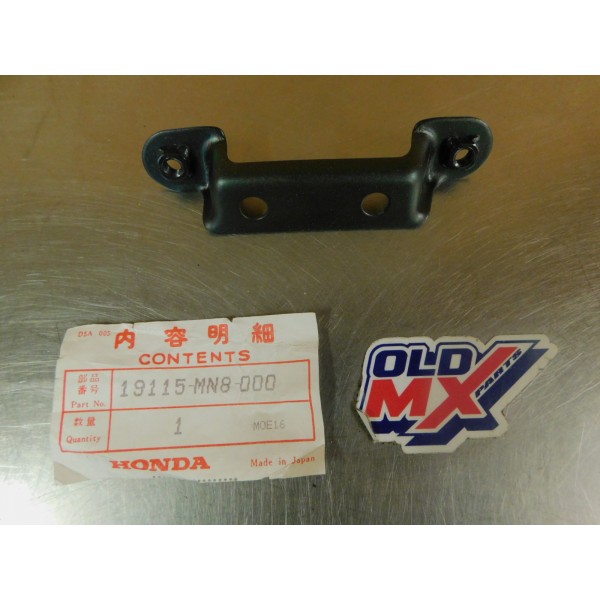 DSA 605
内容明細
CONTENTS
部品番号
Part No.
19115-MN8-000
数量
Quantity
1
MOE16
HONDA
Made in Japan
OLD
MX
PARTS